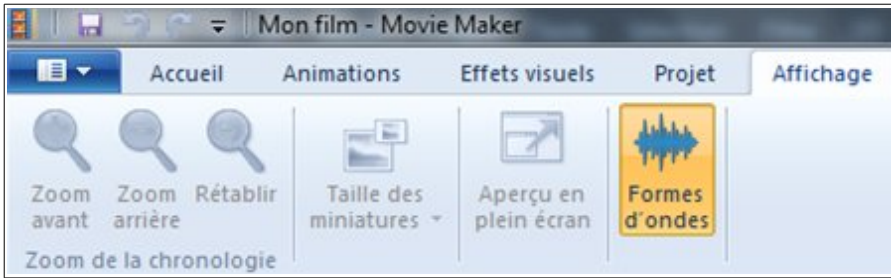 Mon film - Movie Maker
Accueil Animations Effets visuels Projet Affichage
Zoom avant
Zoom arrière
Rétablir
Taille des miniatures
Aperçu en plein écran
Formes d'ondes
Zoom de la chronologie